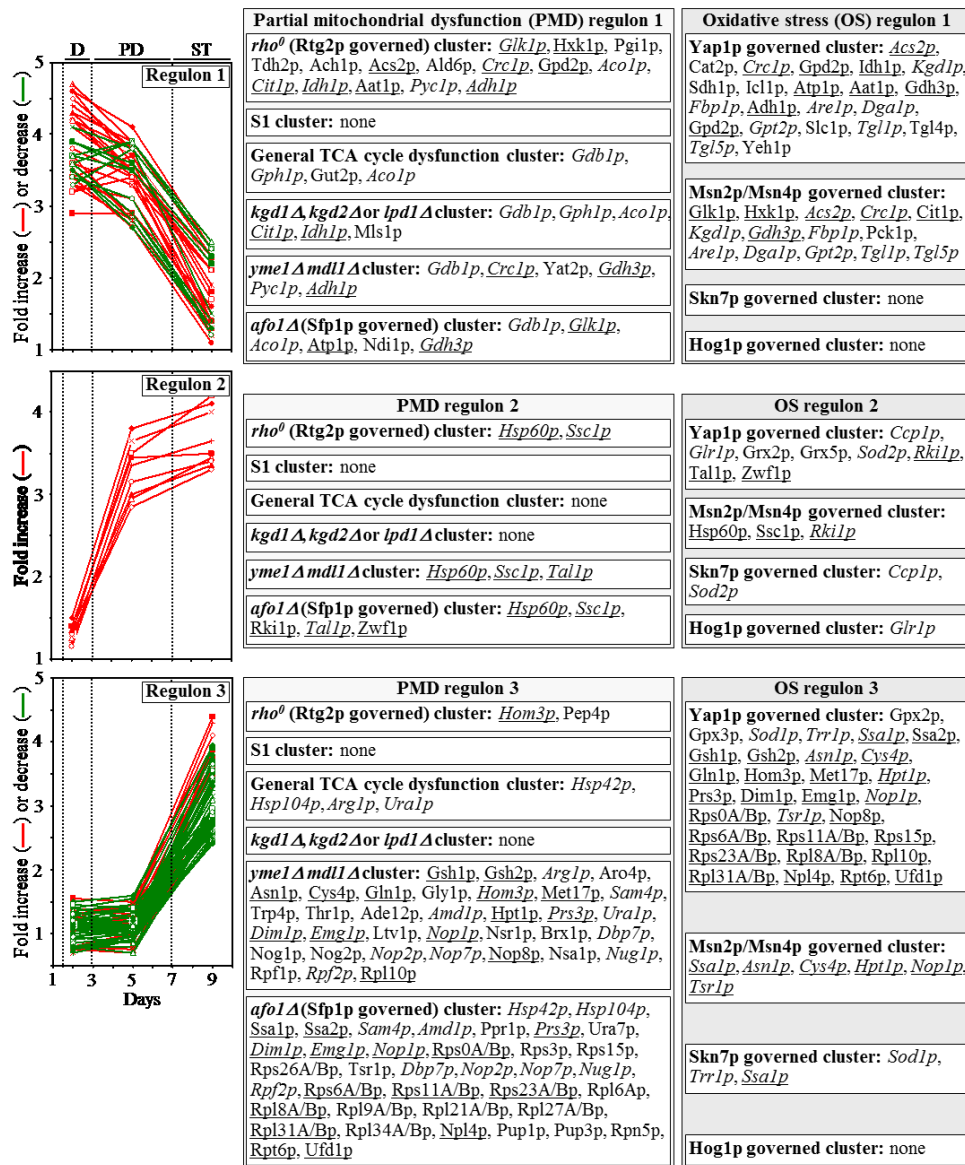 D PD ST
Fold increase (—) or decrease (—)
5
4
3
2
1
Regulon 1
Partial mitochondrial dysfunction (PMD) regulon 1
rho⁰ (Rtg2p governed) cluster: Glk1p, Hxk1p, Pgi1p,
Tdh2p, Ach1p, Acs2p, Ald6p, Crc1p, Gpd2p, Aco1p,
Cit1p, Idh1p, Aat1p, Pyc1p, Adh1p
S1 cluster: none
General TCA cycle dysfunction cluster: Gdb1p,
Gph1p, Gut2p, Aco1p
kgd1Δ, kgd2Δ or lpd1Δ cluster: Gdb1p, Gph1p, Aco1p,
Cit1p, Idh1p, Mls1p
yme1Δ mdl1Δ cluster: Gdb1p, Crc1p, Yat2p, Gdh3p,
Pyc1p, Adh1p
afo1Δ (Sfp1p governed) cluster: Gdb1p, Glk1p,
Aco1p, Atp1p, Ndi1p, Gdh3p
Oxidative stress (OS) regulon 1
Yap1p governed cluster: Acs2p,
Cat2p, Crc1p, Gpd2p, Idh1p, Kgd1p,
Sdh1p, Icl1p, Atp1p, Aat1p, Gdh3p,
Fbp1p, Adh1p, Are1p, Dga1p,
Gpd2p, Gpt2p, Slc1p, Tgl1p, Tgl4p,
Tgl5p, Yeh1p
Msn2p/Msn4p governed cluster:
Glk1p, Hxk1p, Acs2p, Crc1p, Cit1p,
Kgd1p, Gdh3p, Fbp1p, Pck1p,
Are1p, Dga1p, Gpt2p, Tgl1p, Tgl5p
Skn7p governed cluster: none
Hog1p governed cluster: none
Fold increase (—)
4
3
2
1
Regulon 2
PMD regulon 2
rho⁰ (Rtg2p governed) cluster: Hsp60p, Ssc1p
S1 cluster: none
General TCA cycle dysfunction cluster: none
kgd1Δ, kgd2Δ or lpd1Δ cluster: none
yme1Δ mdl1Δ cluster: Hsp60p, Ssc1p, Tal1p
afo1Δ (Sfp1p governed) cluster: Hsp60p, Ssc1p,
Rki1p, Tal1p, Zwf1p
OS regulon 2
Yap1p governed cluster: Ccp1p,
Glr1p, Grx2p, Grx5p, Sod2p, Rki1p,
Tal1p, Zwf1p
Msn2p/Msn4p governed cluster:
Hsp60p, Ssc1p, Rki1p
Skn7p governed cluster: Ccp1p,
Sod2p
Hog1p governed cluster: Glr1p
Fold increase (—) or decrease (—)
5
4
3
2
1
Regulon 3
1 3 5 7 9
Days
PMD regulon 3
rho⁰ (Rtg2p governed) cluster: Hom3p, Pep4p
S1 cluster: none
General TCA cycle dysfunction cluster: Hsp42p,
Hsp104p, Arg1p, Ura1p
kgd1Δ, kgd2Δ or lpd1Δ cluster: none
yme1Δ mdl1Δ cluster: Gsh1p, Gsh2p, Arg1p, Aro4p,
Asn1p, Cys4p, Gln1p, Gly1p, Hom3p, Met17p, Sam4p,
Trp4p, Thr1p, Ade12p, Amd1p, Hpt1p, Prs3p, Ura1p,
Dim1p, Emg1p, Ltv1p, Nop1p, Nsr1p, Brx1p, Dbp7p,
Nog1p, Nog2p, Nop2p, Nop7p, Nop8p, Nsa1p, Nug1p,
Rpf1p, Rpf2p, Rpl10p
afo1Δ (Sfp1p governed) cluster: Hsp42p, Hsp104p,
Ssa1p, Ssa2p, Sam4p, Amd1p, Ppr1p, Prs3p, Ura7p,
Dim1p, Emg1p, Nop1p, Rps0A/Bp, Rps3p, Rps15p,
Rps26A/Bp, Tsr1p, Dbp7p, Nop2p, Nop7p, Nug1p,
Rpf2p, Rps6A/Bp, Rps11A/Bp, Rps23A/Bp, Rpl6Ap,
Rpl8A/Bp, Rpl9A/Bp, Rpl21A/Bp, Rpl27A/Bp,
Rpl31A/Bp, Rpl34A/Bp, Npl4p, Pup1p, Pup3p, Rpn5p,
Rpt6p, Ufd1p
OS regulon 3
Yap1p governed cluster: Gpx2p,
Gpx3p, Sod1p, Trr1p, Ssa1p, Ssa2p,
Gsh1p, Gsh2p, Asn1p, Cys4p,
Gln1p, Hom3p, Met17p, Hpt1p,
Prs3p, Dim1p, Emg1p, Nop1p,
Rps0A/Bp, Tsr1p, Nop8p,
Rps6A/Bp, Rps11A/Bp, Rps15p,
Rps23A/Bp, Rpl8A/Bp, Rpl10p,
Rpl31A/Bp, Npl4p, Rpt6p, Ufd1p
Msn2p/Msn4p governed cluster:
Ssa1p, Asn1p, Cys4p, Hpt1p, Nop1p,
Tsr1p
Skn7p governed cluster: Sod1p,
Trr1p, Ssa1p
Hog1p governed cluster: none